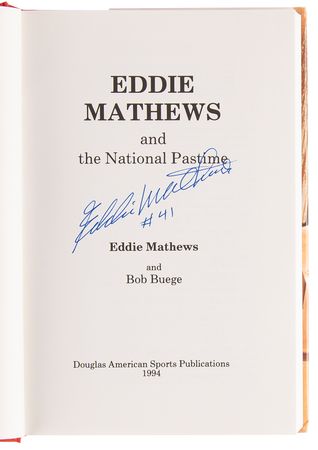 EDDIE
MATHEWS
and
the National Pastime
Eddie Mathews
#41
Eddie Mathews
and
Bob Buege
Douglas American Sports Publications
1994